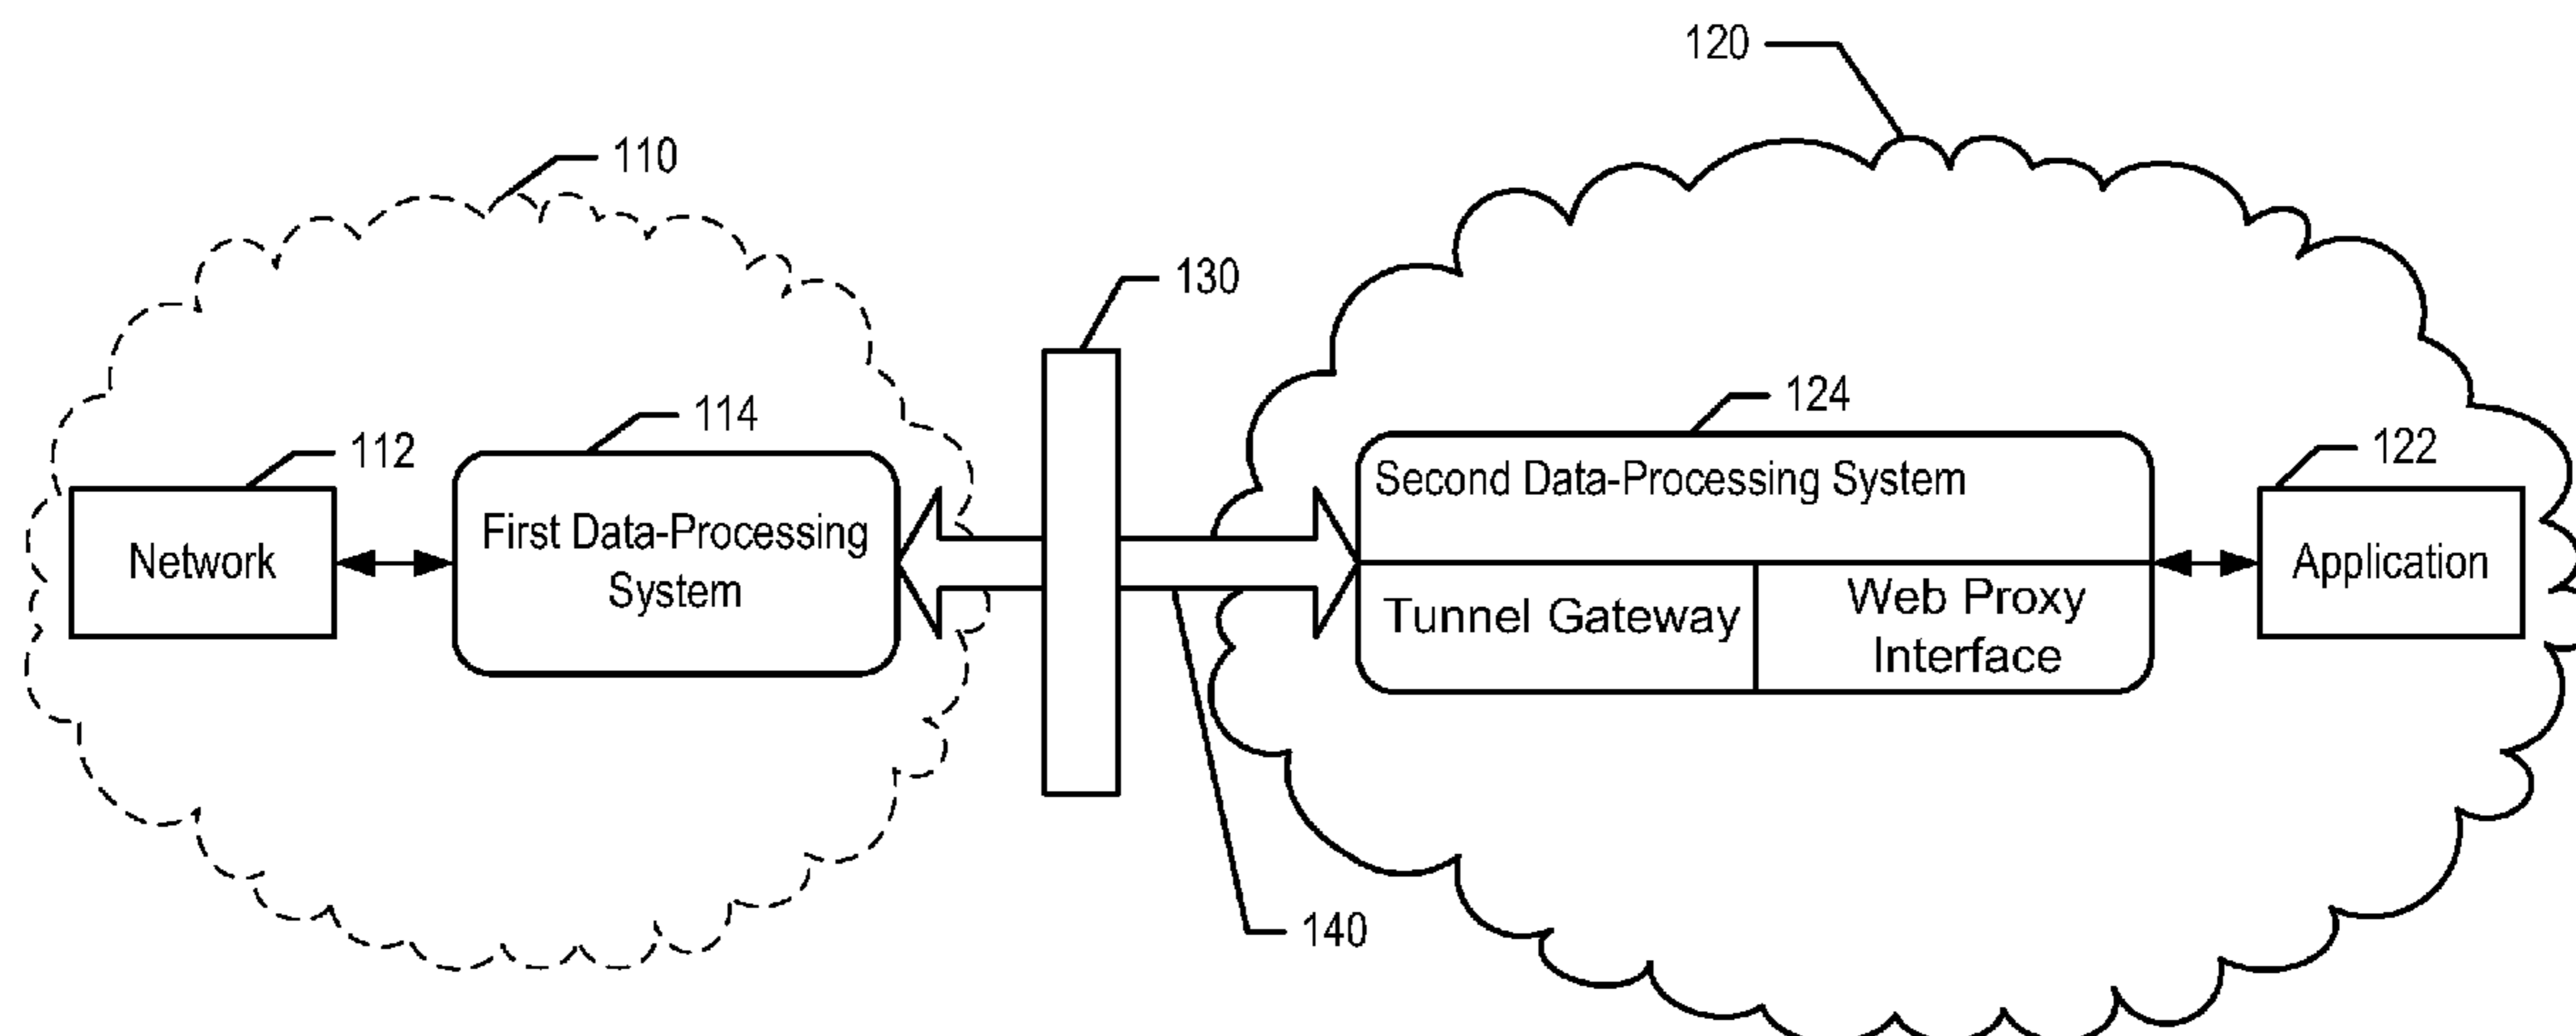 120
110
130
114
124
112
122
Second Data-Processing System
First Data-Processing
System
Network
Application
Tunnel Gateway
Web Proxy
Interface
140